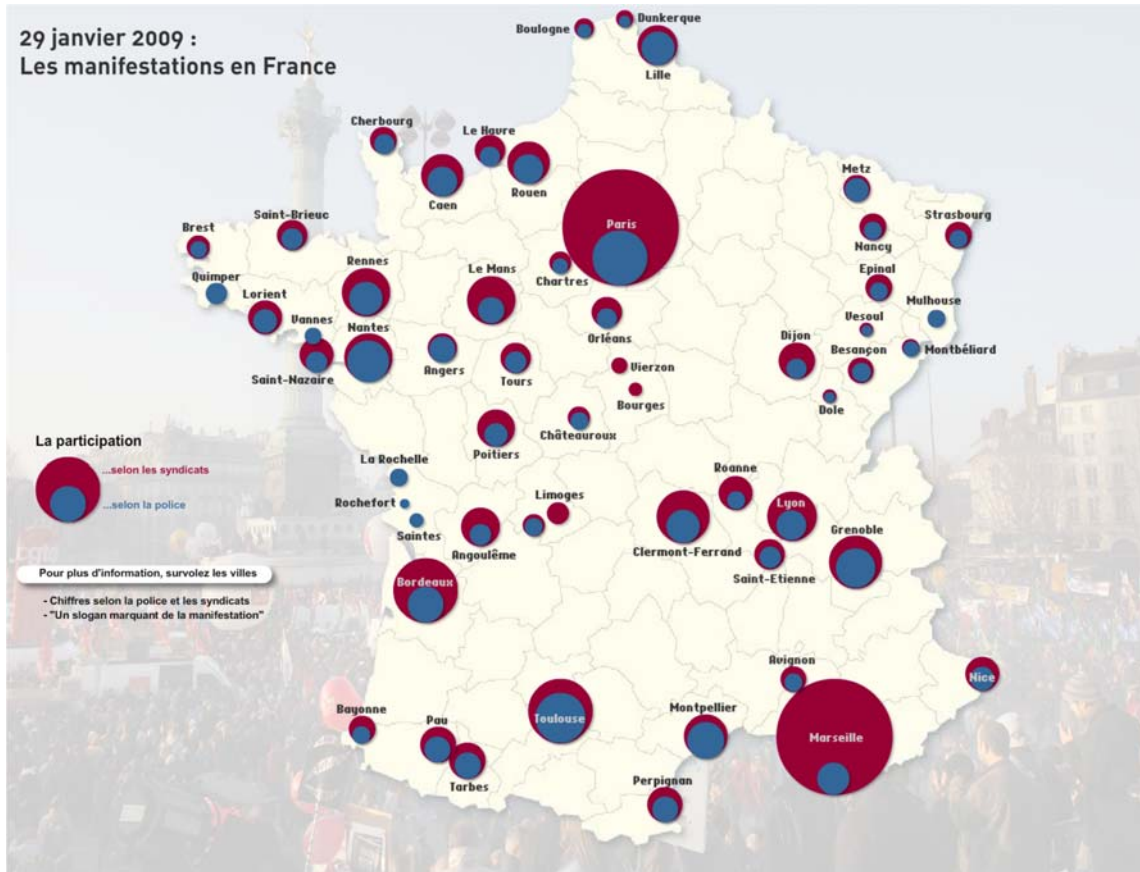 29 janvier 2009 :
Les manifestations en France
Boulogne
Dunkerque
Lille
Cherbourg
Le Havre
Rouen
Caen
Metz
Paris
Strasbourg
Nancy
Saint-Brieuc
Brest
Rennes
Le Mans
Chartres
Epinal
Quimper
Lorient
Vannes
Nantes
Orléans
Mulhouse
Vesoul
Dijon
Besançon
Montbéliard
Angers
Tours
Vierzon
Saint-Nazaire
Bourges
Dole
Châteauroux
Poitiers
La participation
...selon les syndicats
...selon la police
La Rochelle
Roanne
Rochefort
Limoges
Lyon
Saintes
Grenoble
Angoulême
Clermont-Ferrand
Saint-Etienne
Pour plus d'information, survolez les villes
Bordeaux
- Chiffres selon la police et les syndicats
- "Un slogan marquant de la manifestation"
Avignon
Nice
Bayonne
Pau
Toulouse
Montpellier
Marseille
Tarbes
Perpignan